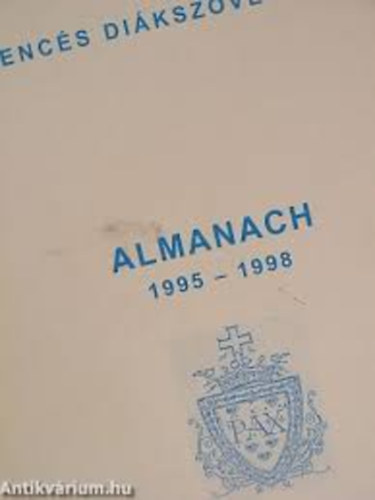 ENCÉS DIÁKSZÖVE
ALMANACH
1995 – 1998
PAX
Antikvárium.hu